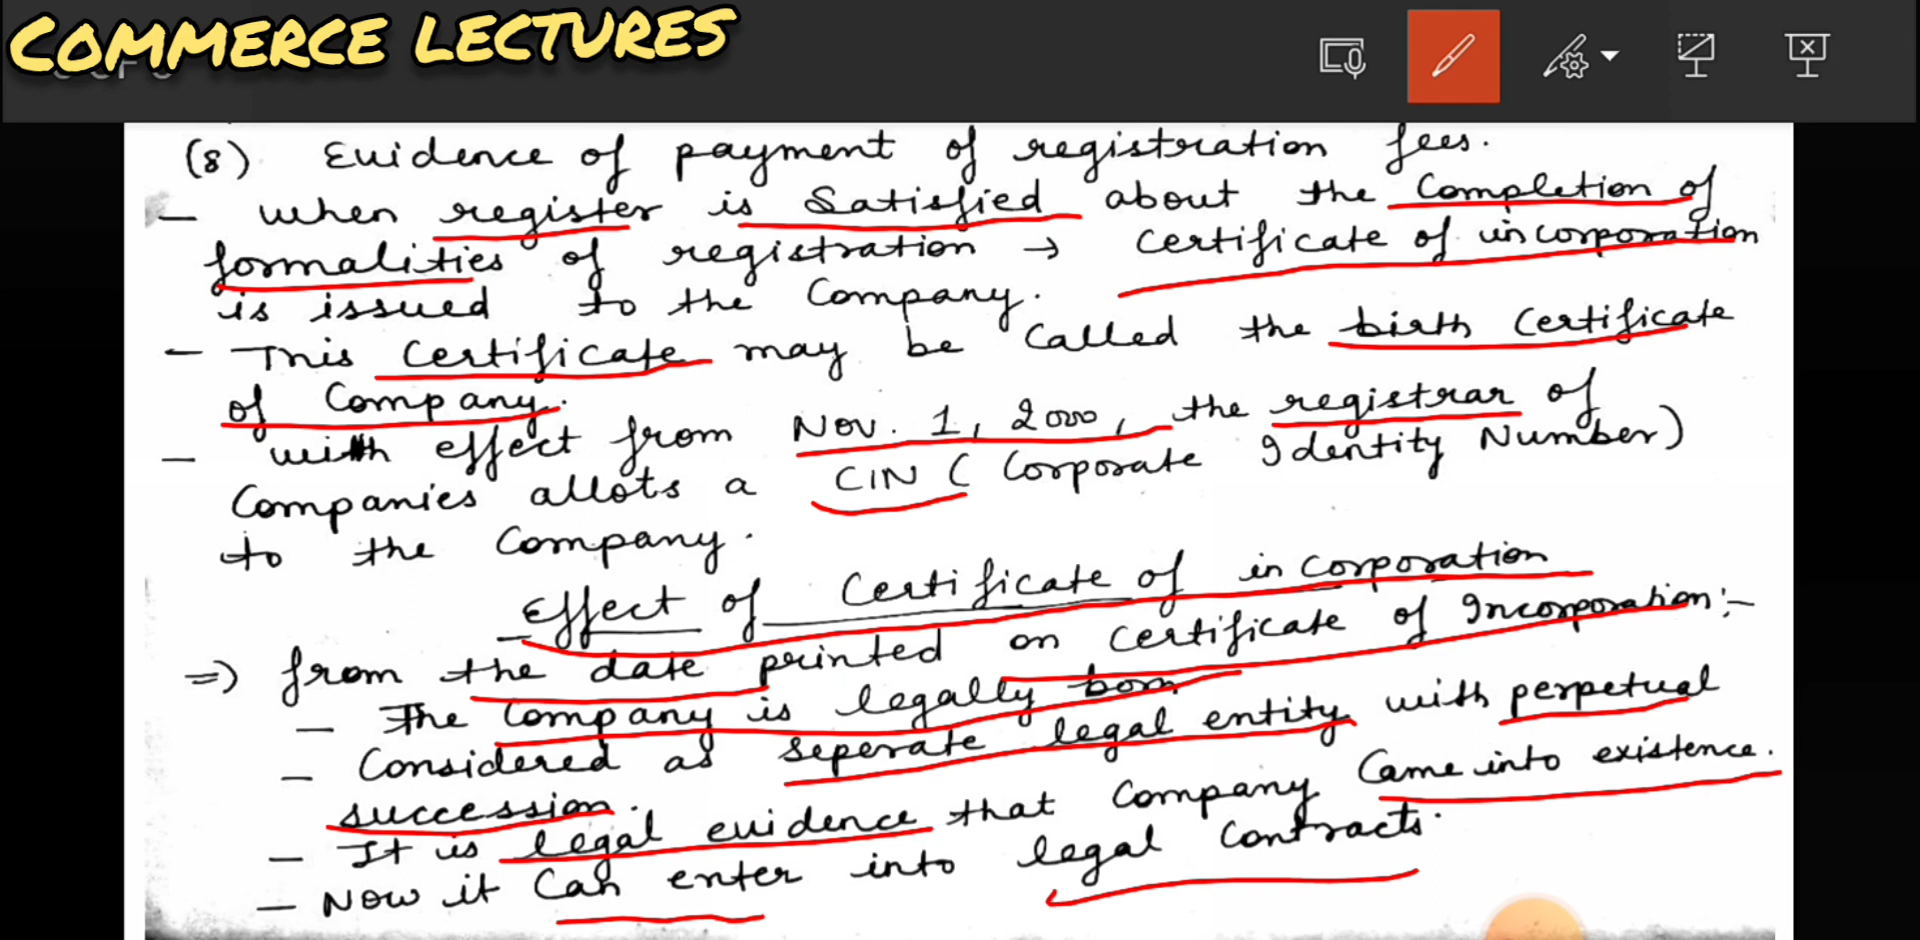 COMMERCE LECTURES
(8) Evidence of payment of registration fees.
- when register is Satisfied about the Completion of
formalities of registration → Certificate of incorporation
is issued to the Company.
- This Certificate may be Called the birth Certificate
of Company.
- with effect from Nov. 1, 2000, the registrar of
Companies allots a CIN (Corporate Identity Number)
to the Company.
Effect of Certificate of incorporation
=) from the date printed on Certificate of Incorporation:-
- The Company is legally born
- Considered as seperate legal entity with perpetual
succession.
- It is legal evidence that Company Came into existence.
- Now it Can enter into legal Contracts.